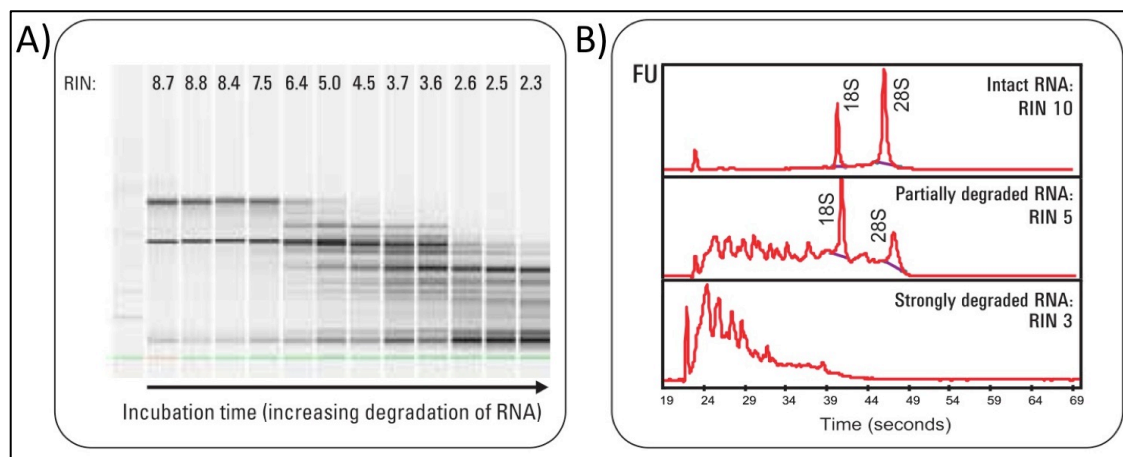 A)
RIN: 8.7 8.8 8.4 7.5 6.4 5.0 4.5 3.7 3.6 2.6 2.5 2.3
Incubation time (increasing degradation of RNA)
B)
FU
18S
28S
Intact RNA:
RIN 10
18S
28S
Partially degraded RNA:
RIN 5
Strongly degraded RNA:
RIN 3
19 24 29 34 39 44 49 54 59 64 69
Time (seconds)